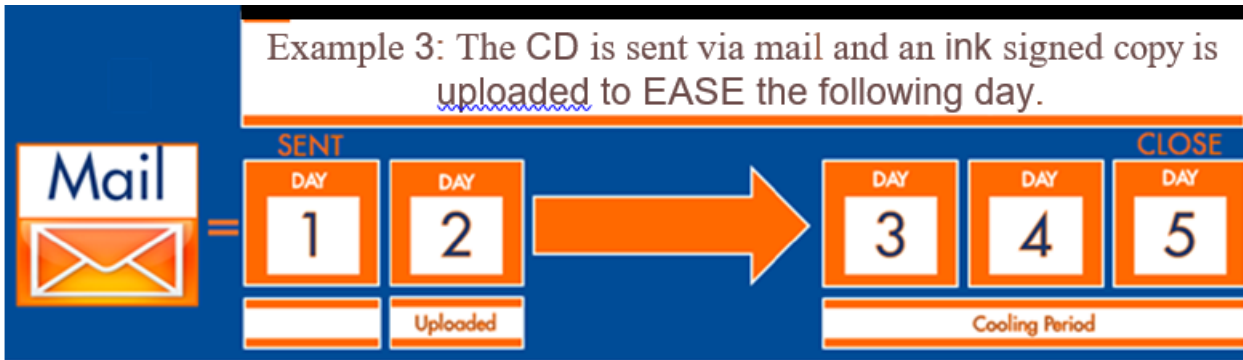 Example 3: The CD is sent via mail and an ink signed copy is
uploaded to EASE the following day.
SENT
CLOSE
Mail
=
DAY
1
DAY
2
DAY
3
DAY
4
DAY
5
Uploaded
Cooling Period